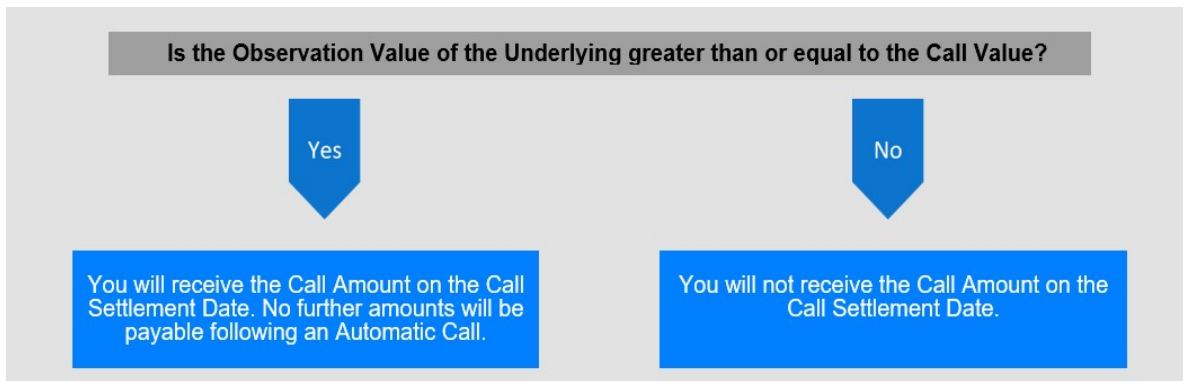 Is the Observation Value of the Underlying greater than or equal to the Call Value?
Yes
No
You will receive the Call Amount on the Call
Settlement Date. No further amounts will be
payable following an Automatic Call.
You will not receive the Call Amount on the
Call Settlement Date.